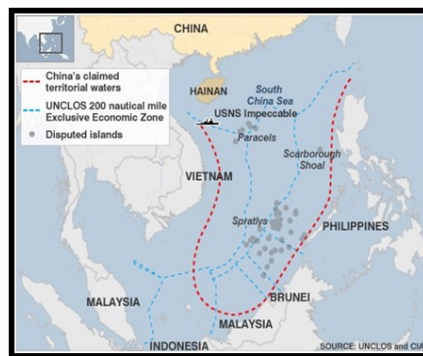 CHINA
China's claimed
territorial waters
UNCLOS 200 nautical mile
Exclusive Economic Zone
Disputed islands
HAINAN
South
China Sea
USNS Impeccable
Paracels
Scarborough
Shoal
VIETNAM
Spratlys
PHILIPPINES
MALAYSIA
BRUNEI
MALAYSIA
INDONESIA
SOURCE: UNCLOS and CIA